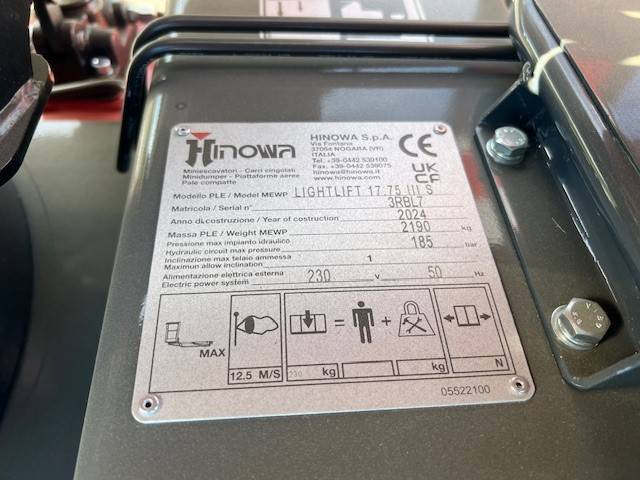 Hinowa
HINOWA S.p.A.
Via Fontana
37054 NOGARA (VR)
ITALIA
Tel. +39-0442 539100
Fax. +39-0442 539075
hinowa@hinowa.it
www.hinowa.com
CE
UK
CA
Miniescavatori - Carri cingolati
Minidumper - Piattaforme aeree
Pale compatte
Modello PLE / Model MEWP LIGHTLIFT 17.75 III S
Matricola / Serial n° 3RBL7
Anno di costruzione / Year of costruction 2024
Massa PLE / Weight MEWP 2190 kg
Pressione max impianto idraulico
Hydraulic circuit max pressure 185 bar
Inclinazione max telaio ammessa
Maximun allow inclination 1
Alimentazione elettrica esterna
Electric power system 230 V 50 Hz
MAX
12.5 M/S
230 kg
kg
N
05522100